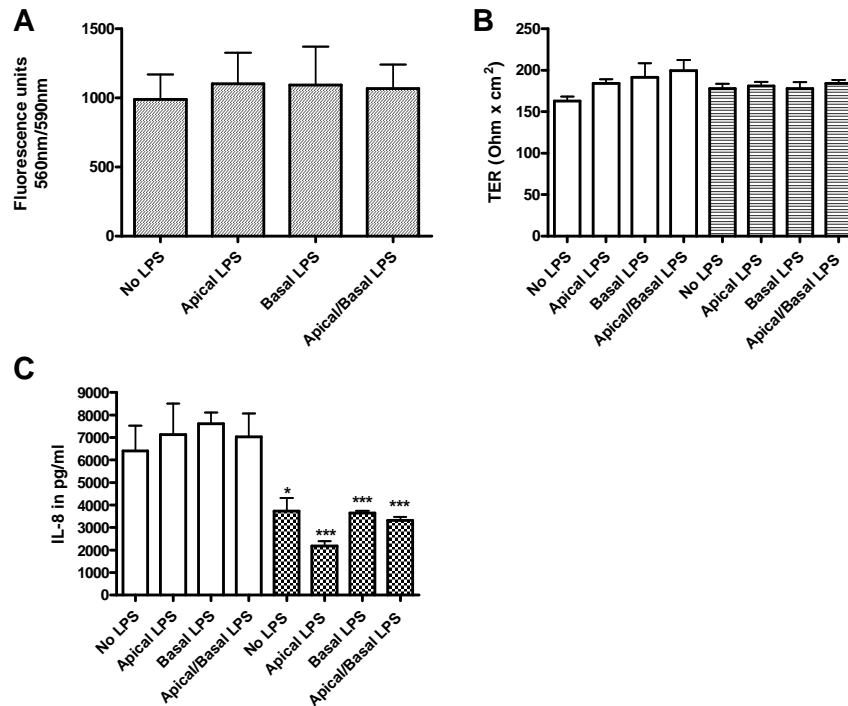 A
Fluorescence units
560nm/590nm
1500
1000
500
0
No LPS
Apical LPS
Basal LPS
Apical/Basal LPS
B
TER (Ohm x cm²)
250
200
150
100
50
0
No LPS
Apical LPS
Basal LPS
Apical/Basal LPS
No LPS
Apical LPS
Basal LPS
Apical/Basal LPS
C
IL-8 in pg/ml
9000
8000
7000
6000
5000
4000
3000
2000
1000
0
*
***
***
***
No LPS
Apical LPS
Basal LPS
Apical/Basal LPS
No LPS
Apical LPS
Basal LPS
Apical/Basal LPS